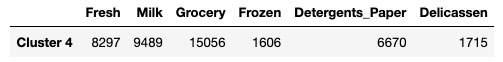 Fresh Milk Grocery Frozen Detergents_Paper Delicassen
Cluster 4 8297 9489 15056 1606 6670 1715